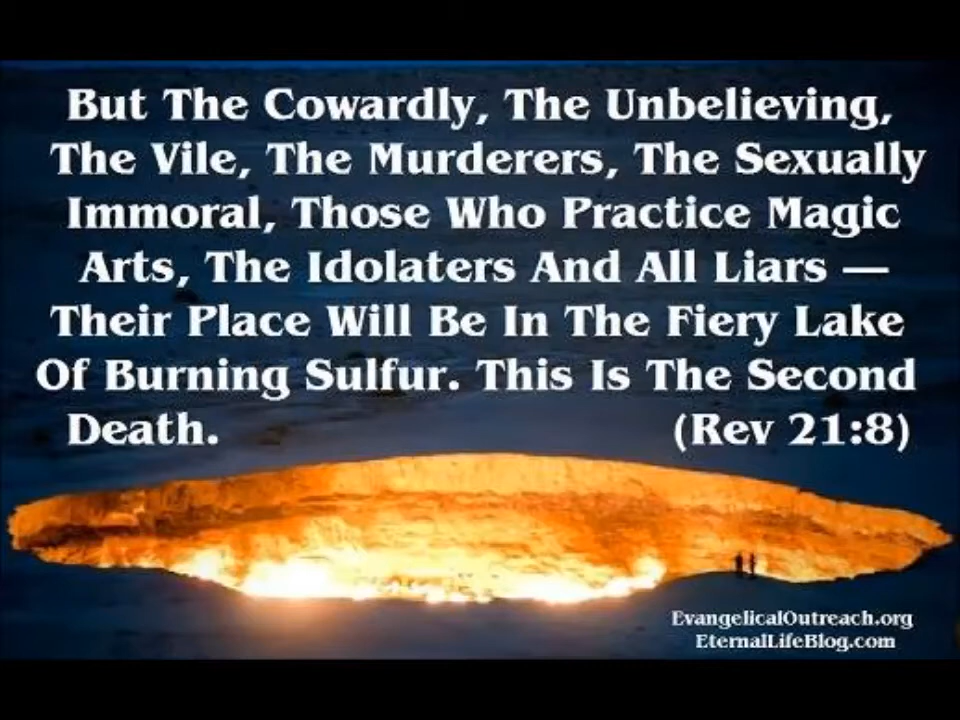 But The Cowardly, The Unbelieving,
The Vile, The Murderers, The Sexually
Immoral, Those Who Practice Magic
Arts, The Idolaters And All Liars —
Their Place Will Be In The Fiery Lake
Of Burning Sulfur. This Is The Second
Death. (Rev 21:8)
EvangelicalOutreach.org
EternalLifeBlog.com